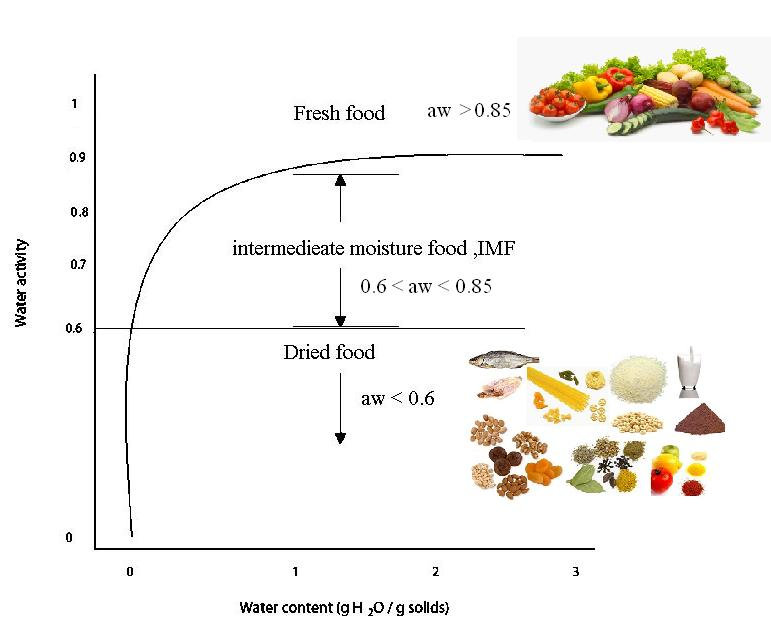 1
Fresh food
aw >0.85
0.9
0.8
intermedieate moisture food ,IMF
0.7
0.6 < aw < 0.85
Water activity
0.6
Dried food
aw < 0.6
0
0
1
2
3
Water content (g H 2O / g solids)